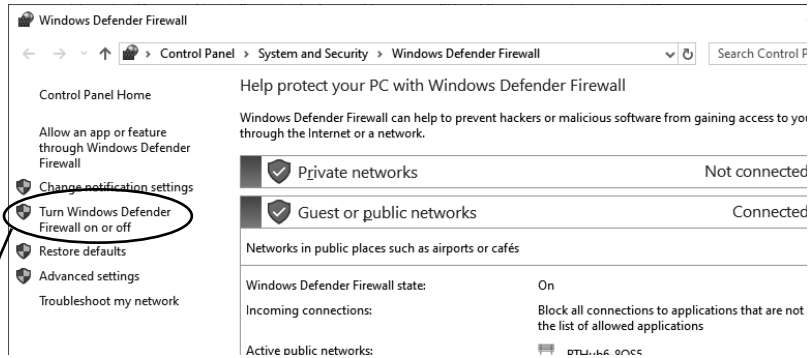 Windows Defender Firewall
Control Panel > System and Security > Windows Defender Firewall
Search Control P
Control Panel Home
Allow an app or feature
through Windows Defender
Firewall
Change notification settings
Turn Windows Defender
Firewall on or off
Restore defaults
Advanced settings
Troubleshoot my network
Help protect your PC with Windows Defender Firewall
Windows Defender Firewall can help to prevent hackers or malicious software from gaining access to you
through the Internet or a network.
Private networks Not connected
Guest or public networks Connected
Networks in public places such as airports or cafés
Windows Defender Firewall state: On
Incoming connections: Block all connections to applications that are not
the list of allowed applications
Active public networks: